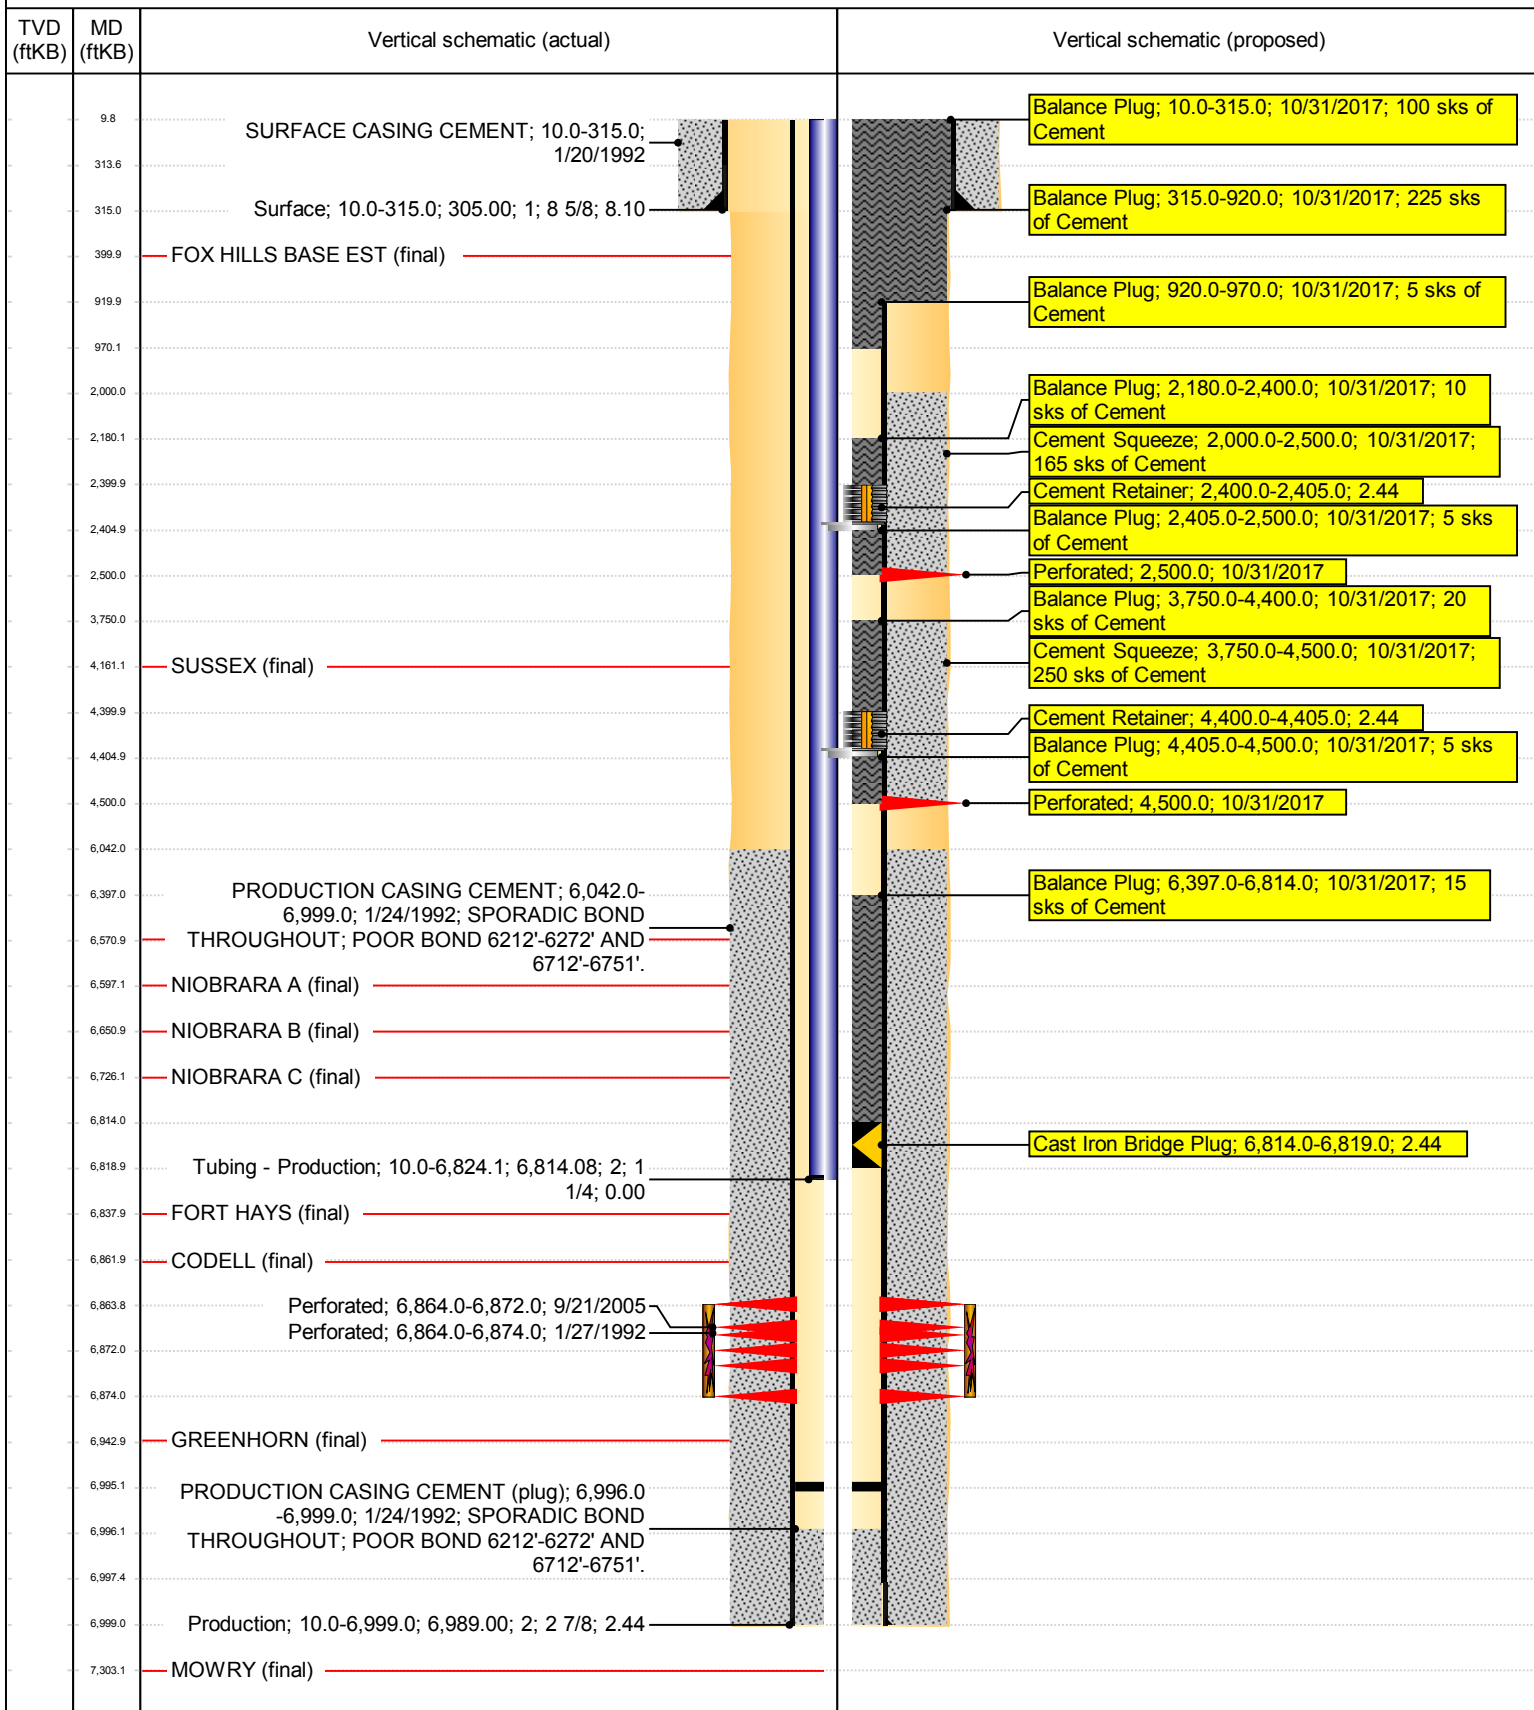 TVD
(ftKB)
MD
(ftKB)
Vertical schematic (actual)
Vertical schematic (proposed)
9.8
313.6
315.0
399.9
919.9
970.1
2,000.0
2,180.1
2,399.9
2,404.9
2,500.0
3,750.0
4,161.1
4,399.9
4,404.9
4,500.0
6,042.0
6,397.0
6,570.9
6,597.1
6,650.9
6,726.1
6,814.0
6,818.9
6,837.9
6,861.9
6,863.8
6,872.0
6,874.0
6,942.9
6,995.1
6,996.1
6,997.4
6,999.0
7,303.1
SURFACE CASING CEMENT; 10.0-315.0;
1/20/1992
Surface; 10.0-315.0; 305.00; 1; 8 5/8; 8.10
FOX HILLS BASE EST (final)
SUSSEX (final)
PRODUCTION CASING CEMENT; 6,042.0-
6,999.0; 1/24/1992; SPORADIC BOND
THROUGHOUT; POOR BOND 6212'-6272' AND
6712'-6751'.
NIOBRARA A (final)
NIOBRARA B (final)
NIOBRARA C (final)
Tubing - Production; 10.0-6,824.1; 6,814.08; 2; 1
1/4; 0.00
FORT HAYS (final)
CODELL (final)
Perforated; 6,864.0-6,872.0; 9/21/2005
Perforated; 6,864.0-6,874.0; 1/27/1992
GREENHORN (final)
PRODUCTION CASING CEMENT (plug); 6,996.0
-6,999.0; 1/24/1992; SPORADIC BOND
THROUGHOUT; POOR BOND 6212'-6272' AND
6712'-6751'.
Production; 10.0-6,999.0; 6,989.00; 2; 2 7/8; 2.44
MOWRY (final)
Balance Plug; 10.0-315.0; 10/31/2017; 100 sks of
Cement
Balance Plug; 315.0-920.0; 10/31/2017; 225 sks
of Cement
Balance Plug; 920.0-970.0; 10/31/2017; 5 sks of
Cement
Balance Plug; 2,180.0-2,400.0; 10/31/2017; 10
sks of Cement
Cement Squeeze; 2,000.0-2,500.0; 10/31/2017;
165 sks of Cement
Cement Retainer; 2,400.0-2,405.0; 2.44
Balance Plug; 2,405.0-2,500.0; 10/31/2017; 5 sks
of Cement
Perforated; 2,500.0; 10/31/2017
Balance Plug; 3,750.0-4,400.0; 10/31/2017; 20
sks of Cement
Cement Squeeze; 3,750.0-4,500.0; 10/31/2017;
250 sks of Cement
Cement Retainer; 4,400.0-4,405.0; 2.44
Balance Plug; 4,405.0-4,500.0; 10/31/2017; 5 sks
of Cement
Perforated; 4,500.0; 10/31/2017
Balance Plug; 6,397.0-6,814.0; 10/31/2017; 15
sks of Cement
Cast Iron Bridge Plug; 6,814.0-6,819.0; 2.44